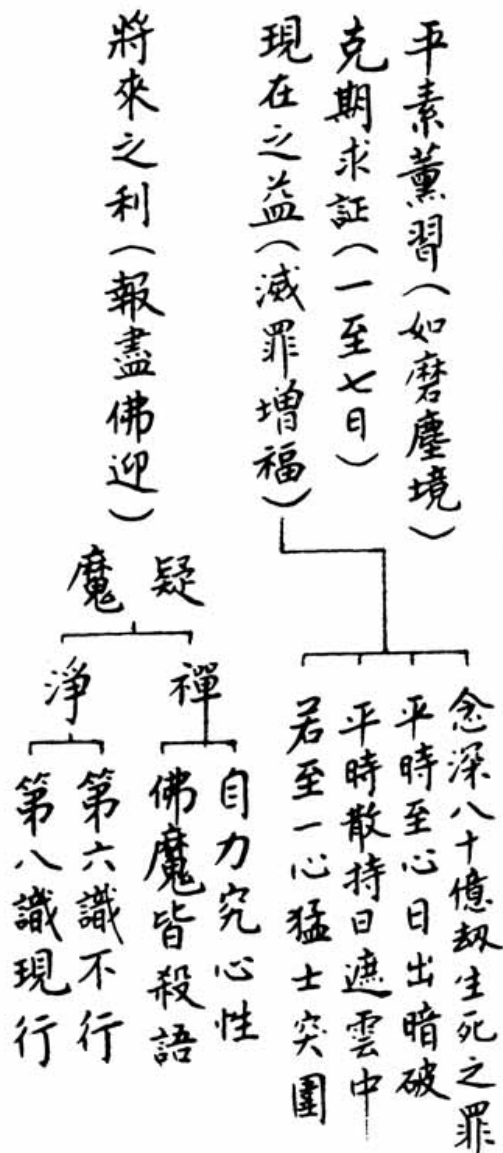 平素薰習（如磨塵境）
克期求証（一至七日）
現在之益（滅罪增福）
念深八十億劫生死之罪
平時至心日出暗破
平時散持日遮雲中
若至一心猛士突圍
將來之利（報盡佛迎）
疑魔
禪
自力究心性
佛魔皆殺語
淨
第六識不行
第八識現行